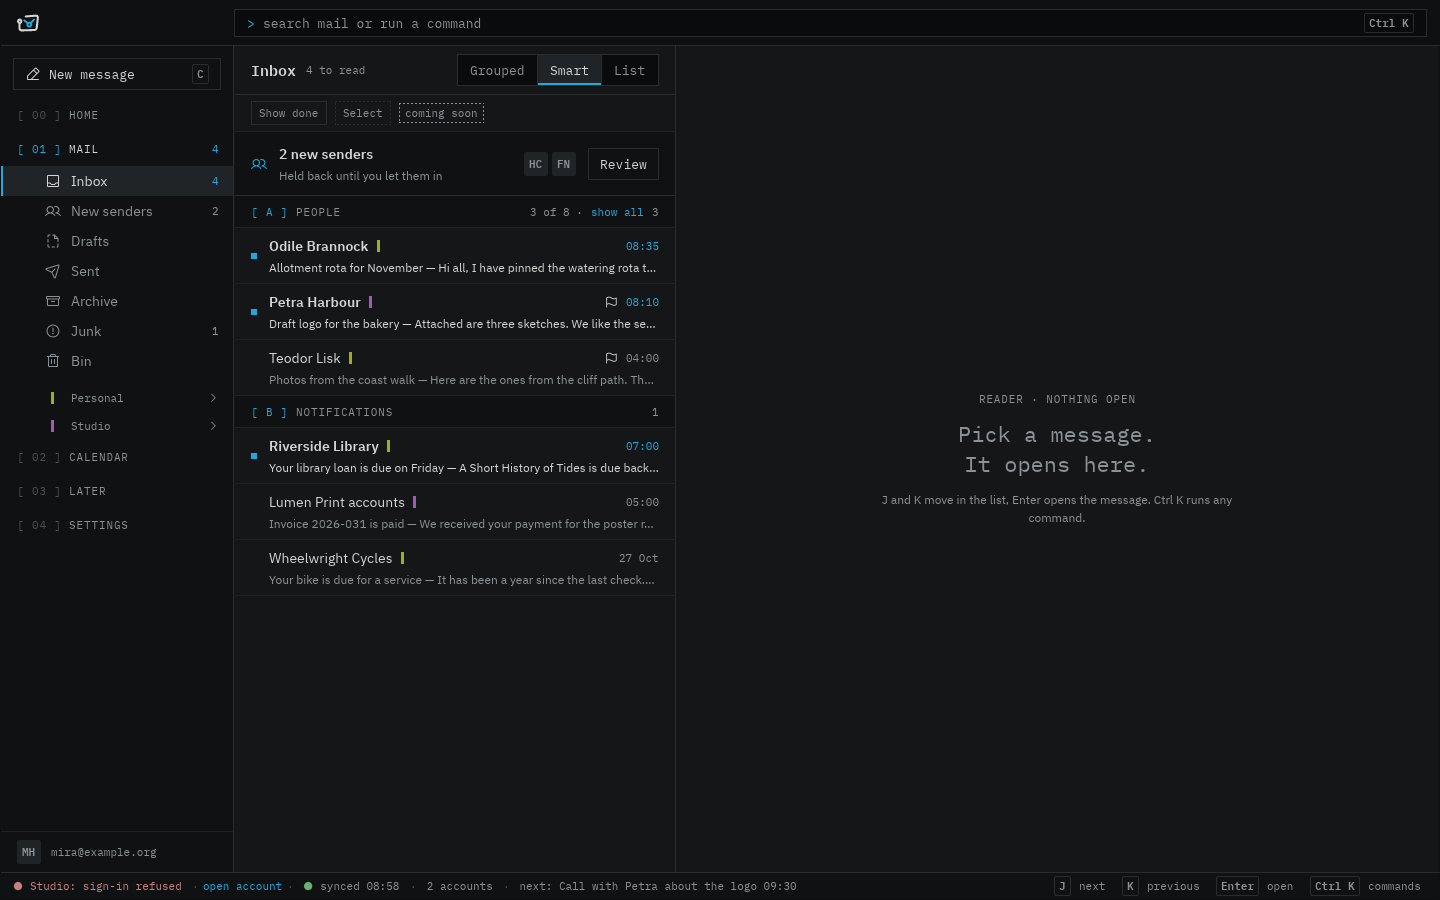 > search mail or run a command Ctrl K
New message C
[ 00 ] HOME
[ 01 ] MAIL 4
Inbox 4
New senders 2
Drafts
Sent
Archive
Junk 1
Bin
Personal
Studio
[ 02 ] CALENDAR
[ 03 ] LATER
[ 04 ] SETTINGS
MH mira@example.org
Inbox 4 to read Grouped Smart List
Show done Select coming soon
2 new senders
Held back until you let them in
HC FN Review
[ A ] PEOPLE 3 of 8 · show all 3
Odile Brannock 08:35
Allotment rota for November — Hi all, I have pinned the watering rota t...
Petra Harbour 08:10
Draft logo for the bakery — Attached are three sketches. We like the se...
Teodor Lisk 04:00
Photos from the coast walk — Here are the ones from the cliff path. Th...
[ B ] NOTIFICATIONS 1
Riverside Library 07:00
Your library loan is due on Friday — A Short History of Tides is due back...
Lumen Print accounts 05:00
Invoice 2026-031 is paid — We received your payment for the poster r...
Wheelwright Cycles 27 Oct
Your bike is due for a service — It has been a year since the last check....
READER · NOTHING OPEN
Pick a message.
It opens here.
J and K move in the list, Enter opens the message. Ctrl K runs any
command.
Studio: sign-in refused · open account · synced 08:58 · 2 accounts · next: Call with Petra about the logo 09:30
J next K previous Enter open Ctrl K commands